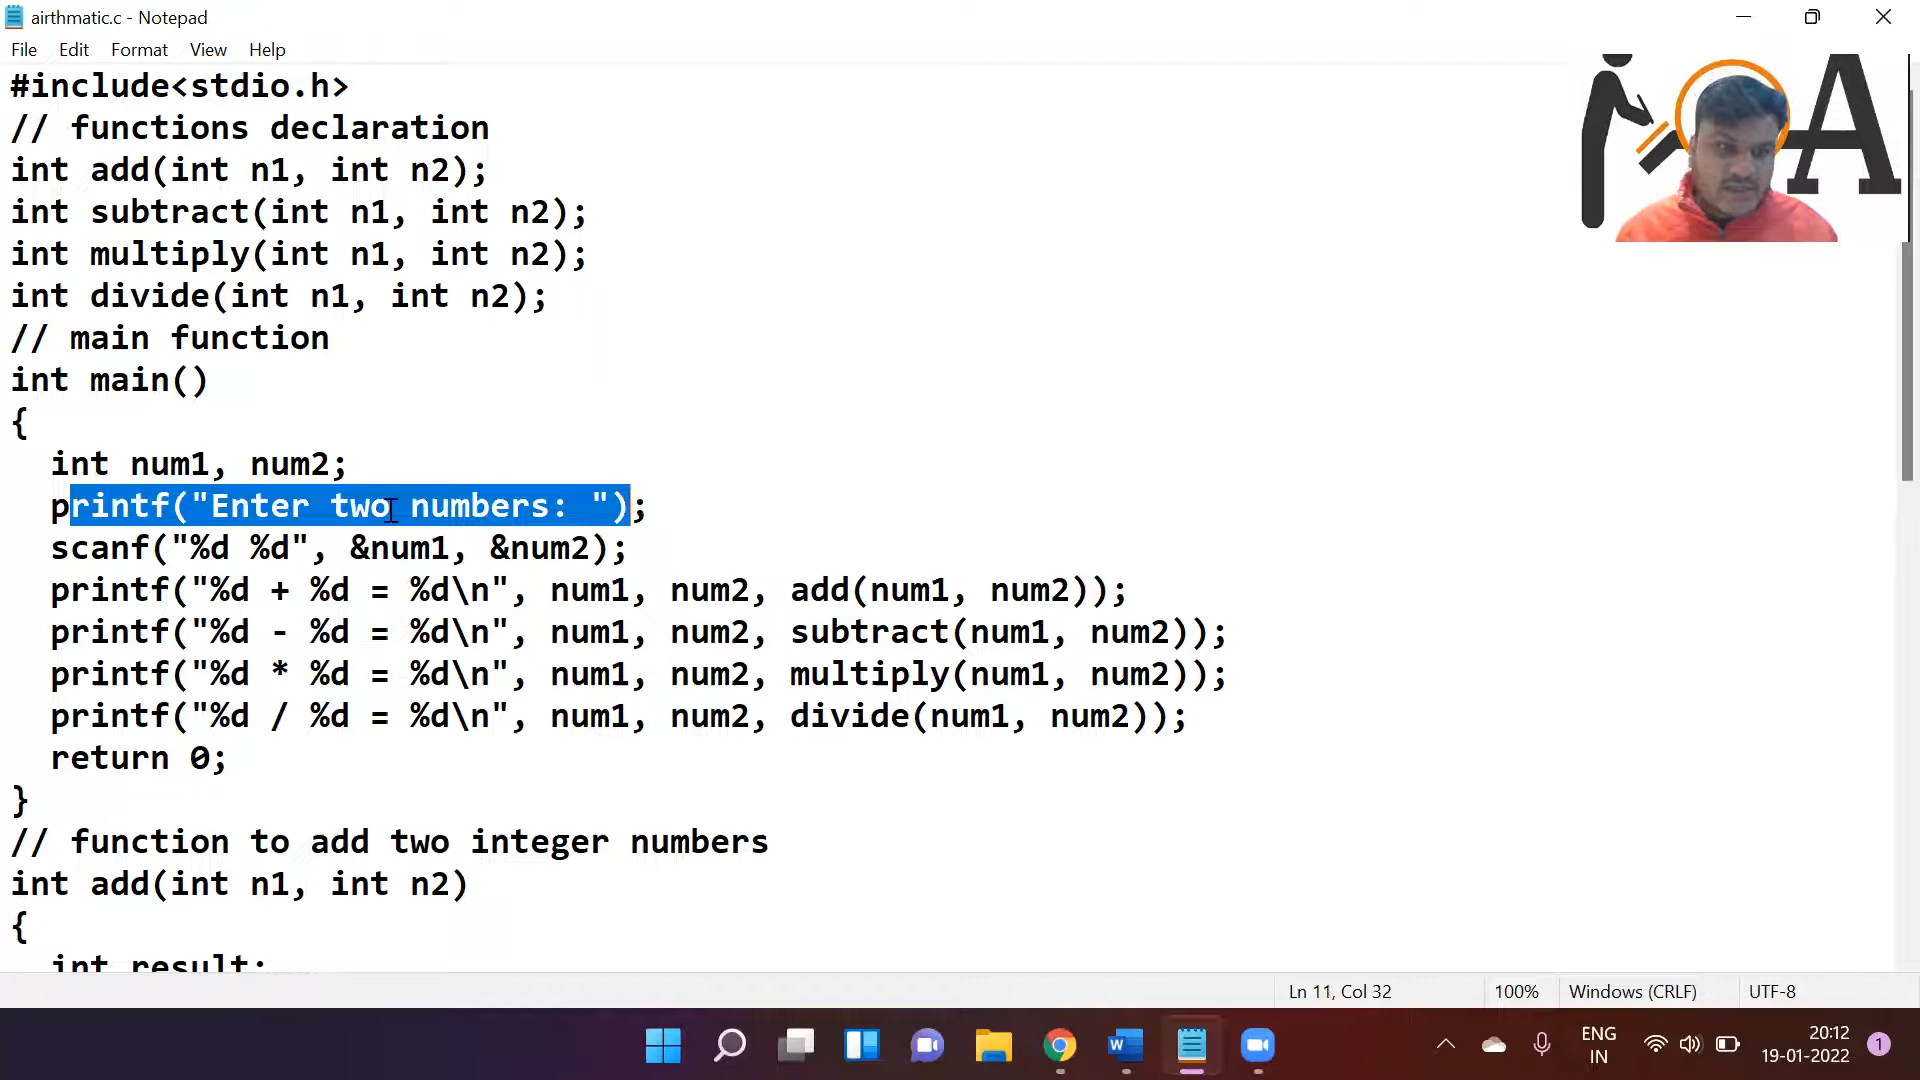 airthmatic.c - Notepad
File Edit Format View Help
#include<stdio.h>
// functions declaration
int add(int n1, int n2);
int subtract(int n1, int n2);
int multiply(int n1, int n2);
int divide(int n1, int n2);
// main function
int main()
{
int num1, num2;
printf("Enter two numbers: ");
scanf("%d %d", &num1, &num2);
printf("%d + %d = %d\n", num1, num2, add(num1, num2));
printf("%d - %d = %d\n", num1, num2, subtract(num1, num2));
printf("%d * %d = %d\n", num1, num2, multiply(num1, num2));
printf("%d / %d = %d\n", num1, num2, divide(num1, num2));
return 0;
}
// function to add two integer numbers
int add(int n1, int n2)
{
int result;
A
Ln 11, Col 32 100% Windows (CRLF) UTF-8
W
ENG
IN
20:12
19-01-2022
1